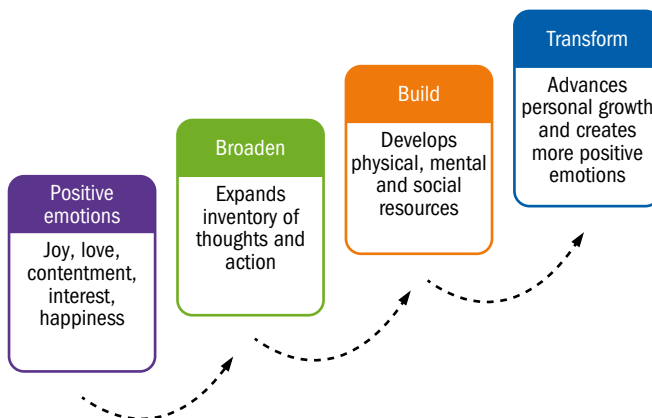 Positive
emotions
Joy, love,
contentment,
interest,
happiness
Broaden
Expands
inventory of
thoughts and
action
Build
Develops
physical, mental
and social
resources
Transform
Advances
personal growth
and creates
more positive
emotions